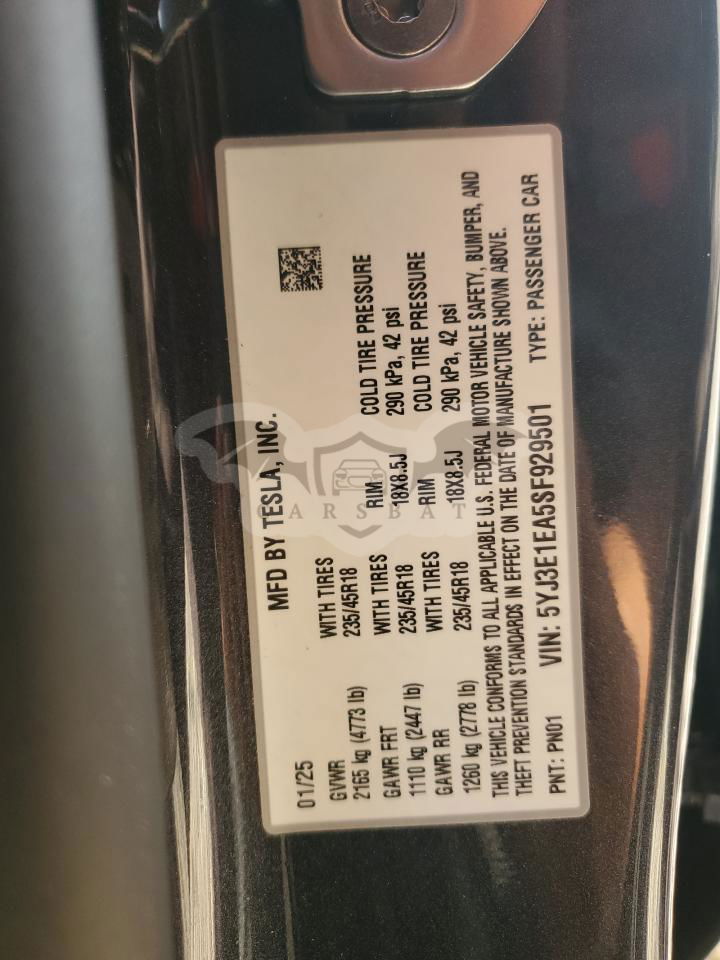 MFD BY TESLA, INC.
01/25
GVWR WITH TIRES RIM COLD TIRE PRESSURE
2165 kg (4773 lb) 235/45R18 18X8.5J 290 kPa, 42 psi
GAWR FRT WITH TIRES RIM COLD TIRE PRESSURE
1110 kg (2447 lb) 235/45R18 18X8.5J 290 kPa, 42 psi
GAWR RR WITH TIRES
1260 kg (2778 lb) 235/45R18
THIS VEHICLE CONFORMS TO ALL APPLICABLE U.S. FEDERAL MOTOR VEHICLE SAFETY, BUMPER, AND
THEFT PREVENTION STANDARDS IN EFFECT ON THE DATE OF MANUFACTURE SHOWN ABOVE.
PNT: PN01 VIN: 5YJ3E1EA5SF929501 TYPE: PASSENGER CAR
CARSBAT